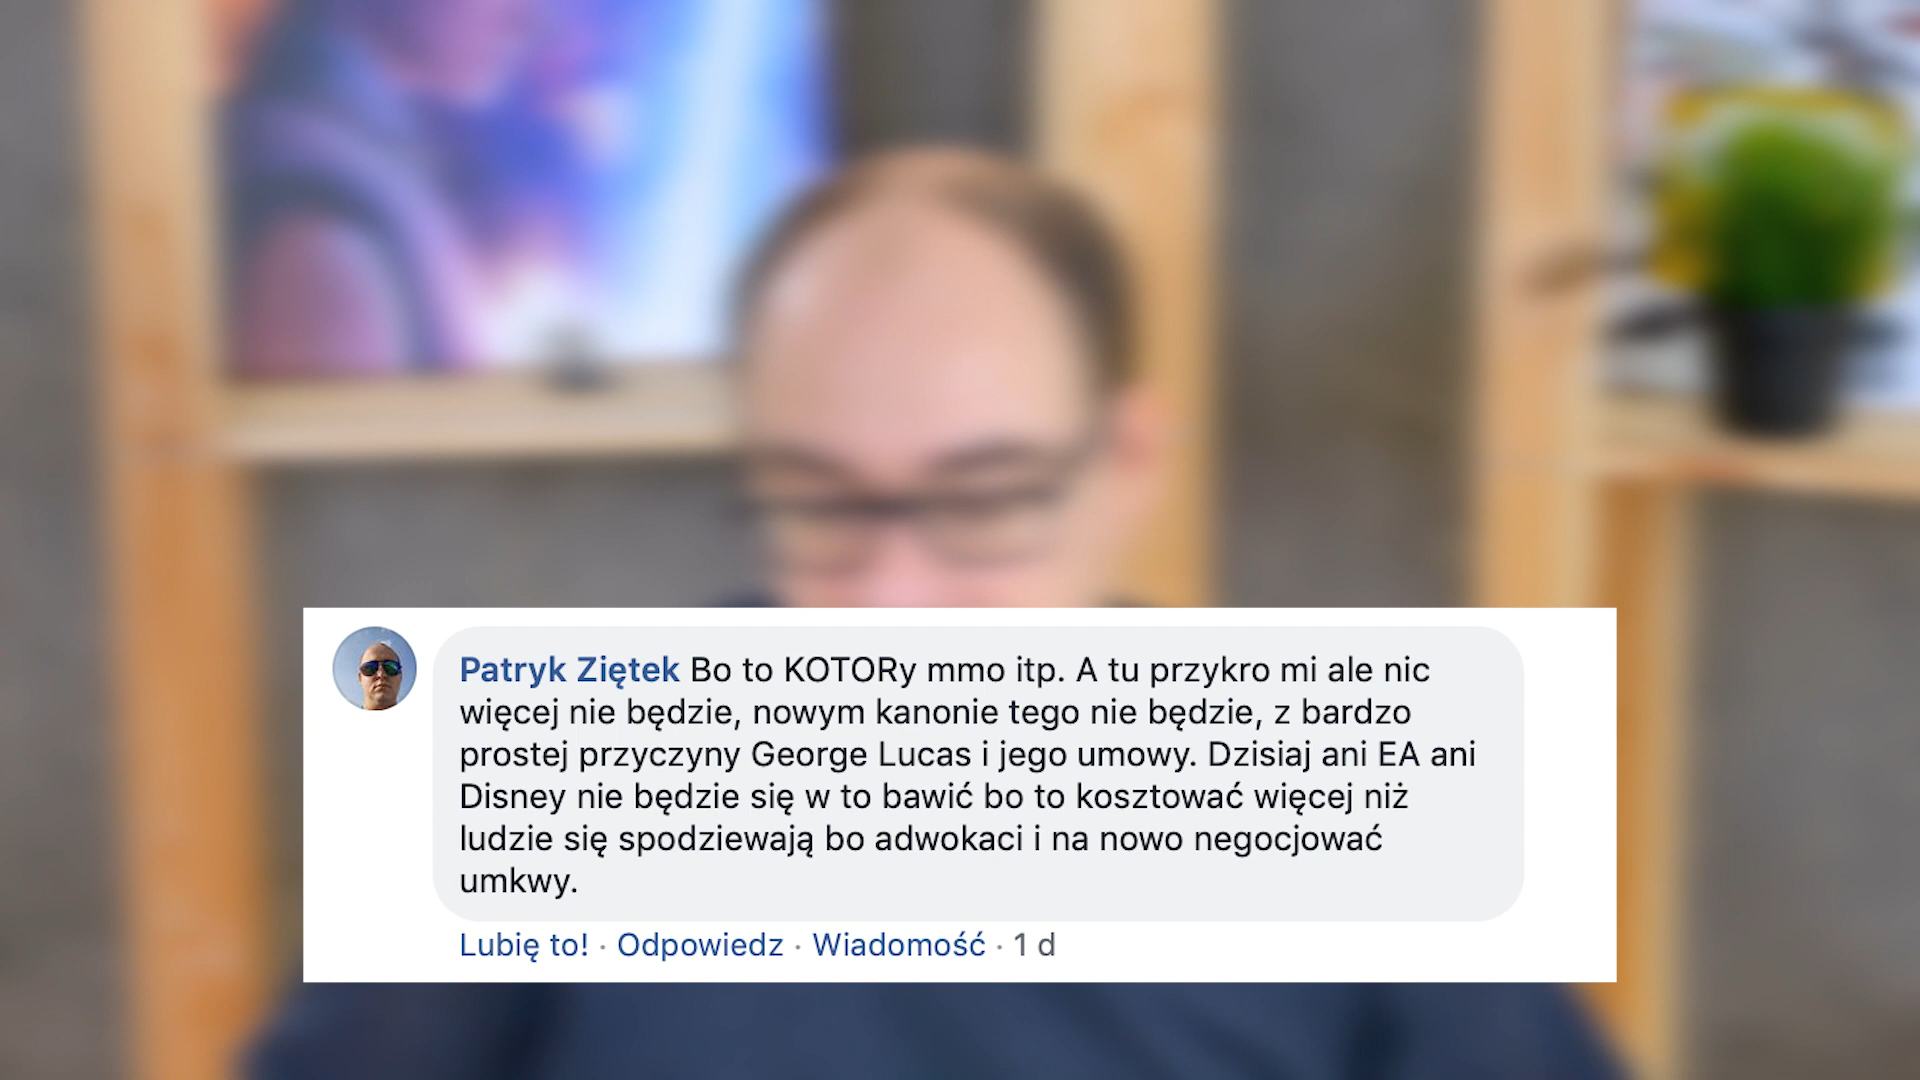 Patryk Ziętek Bo to KOTORy mmo itp. A tu przykro mi ale nic
więcej nie będzie, nowym kanonie tego nie będzie, z bardzo
prostej przyczyny George Lucas i jego umowy. Dzisiaj ani EA ani
Disney nie będzie się w to bawić bo to kosztować więcej niż
ludzie się spodziewają bo adwokaci i na nowo negocjować
umkwy.
Lubię to! · Odpowiedz · Wiadomość · 1 d